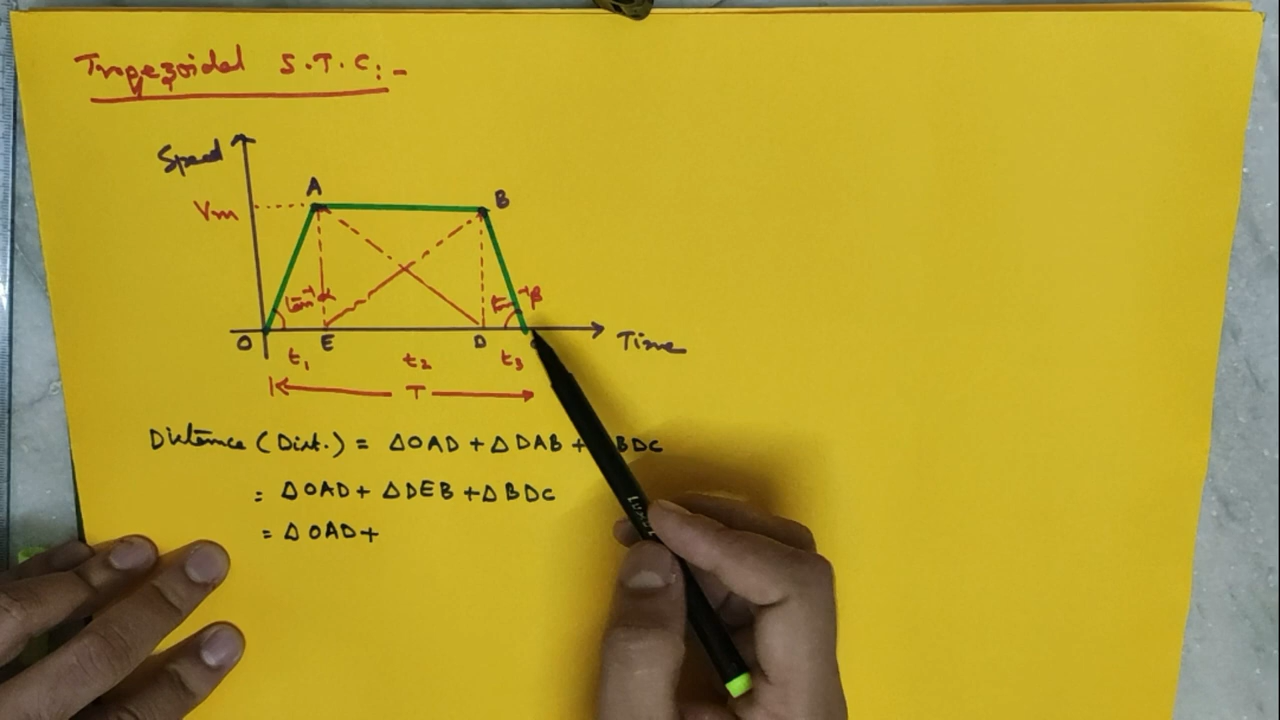 Trapezoidal S.T.C:-
Speed
A
B
Vm
tan⁻¹α
tan⁻¹β
O E D
t₁ t₂ t₃
Time
T
Distance (Dist.) = ΔOAD + ΔDAB + BDC
= ΔOAD + ΔDEB + ΔBDC
= ΔOAD +